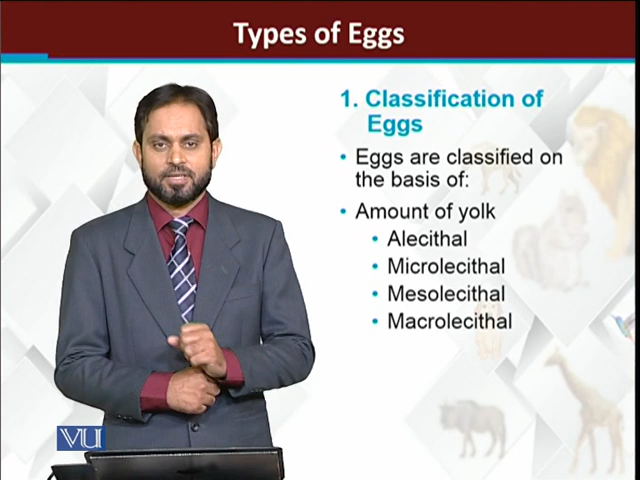 Types of Eggs
1. Classification of
Eggs
• Eggs are classified on
the basis of:
• Amount of yolk
• Alecithal
• Microlecithal
• Mesolecithal
• Macrolecithal
VU